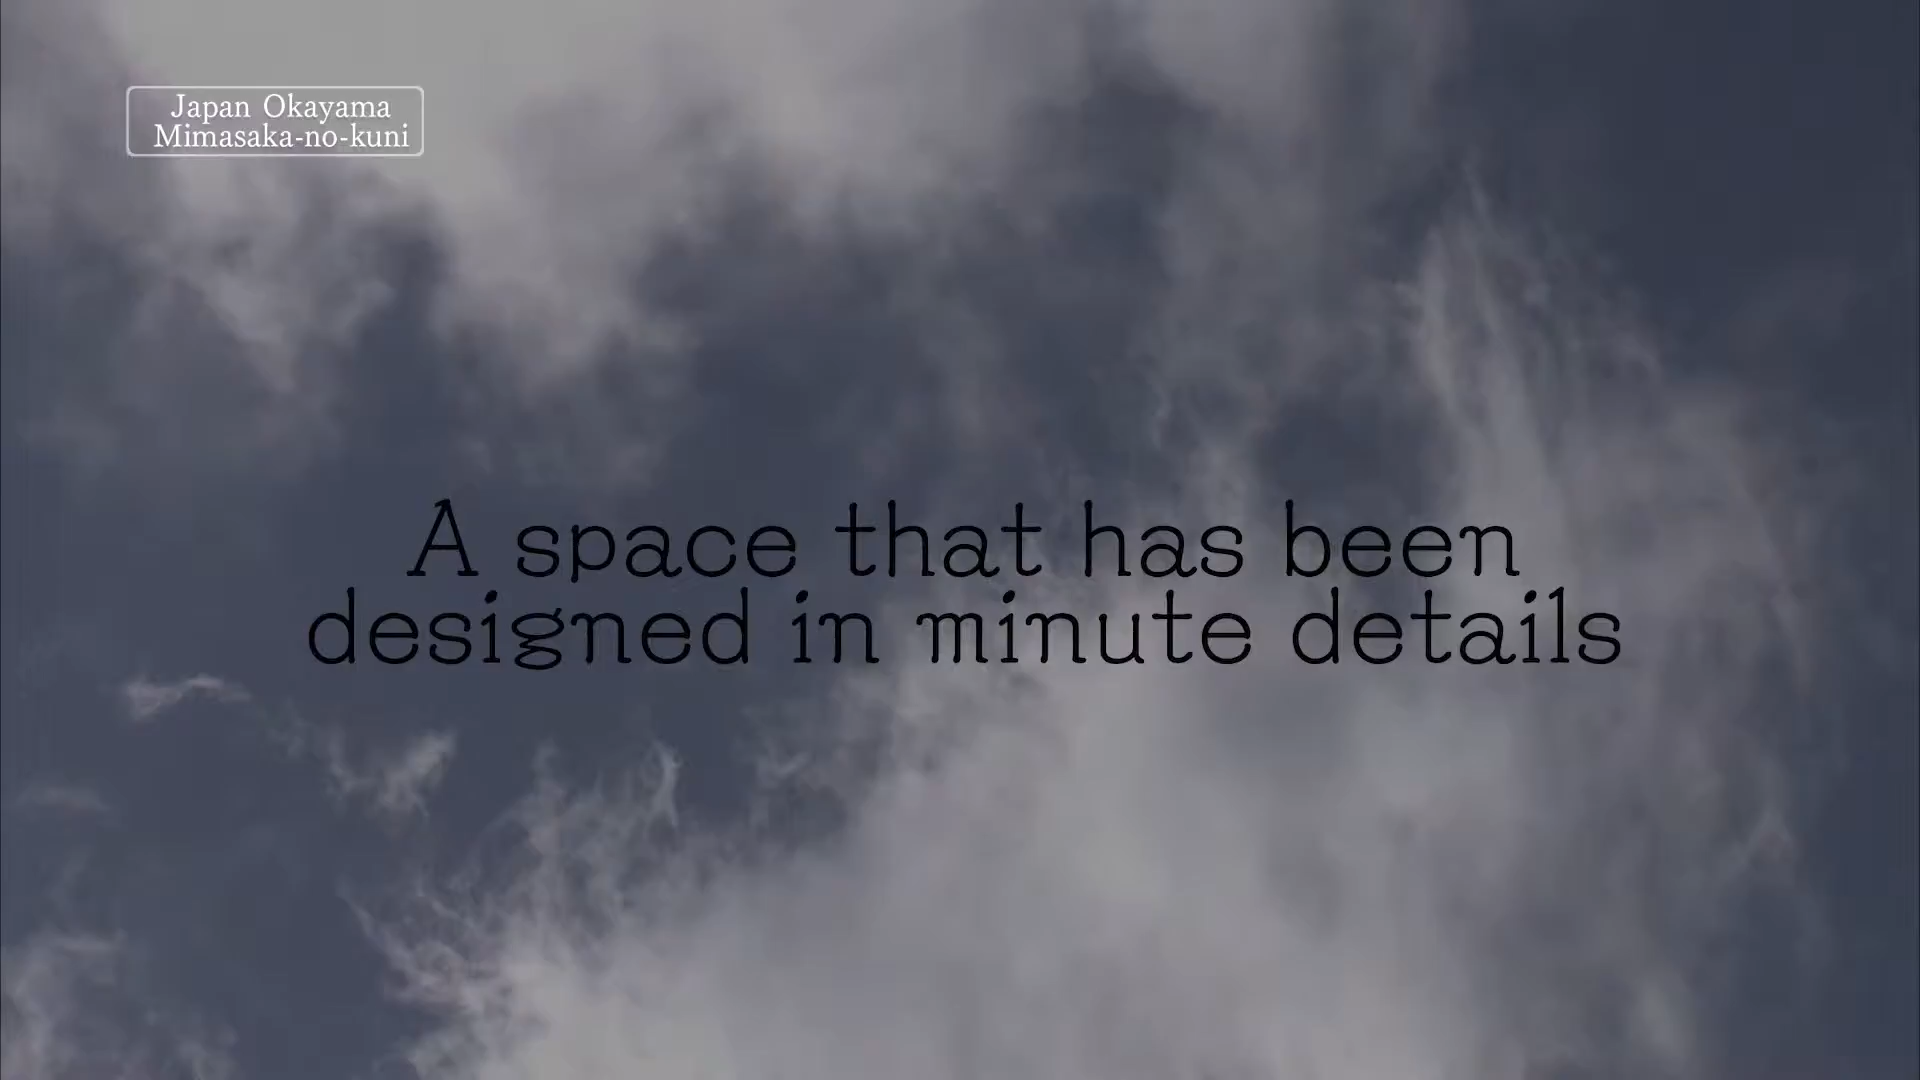 Japan Okayama
Mimasaka-no-kuni
A space that has been
designed in minute details